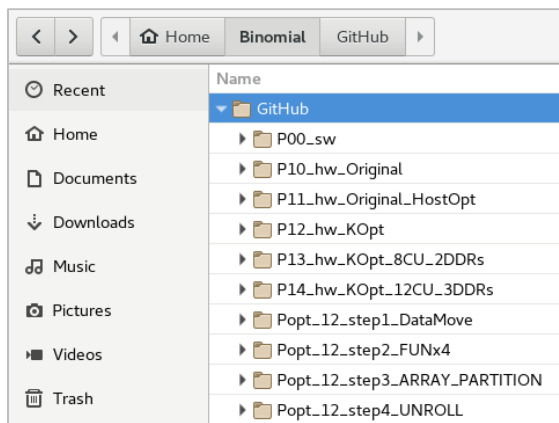 Home Binomial GitHub
Recent
Home
Documents
Downloads
Music
Pictures
Videos
Trash
Name
GitHub
P00_sw
P10_hw_Original
P11_hw_Original_HostOpt
P12_hw_KOpt
P13_hw_KOpt_8CU_2DDRs
P14_hw_KOpt_12CU_3DDRs
Popt_12_step1_DataMove
Popt_12_step2_FUNx4
Popt_12_step3_ARRAY_PARTITION
Popt_12_step4_UNROLL